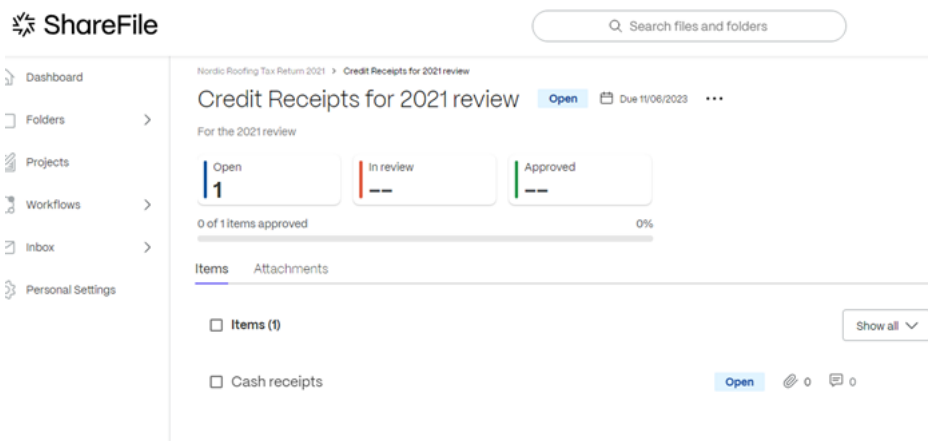 ShareFile
Search files and folders
Dashboard
Folders
Projects
Workflows
Inbox
Personal Settings
Nordic Roofing Tax Return 2021 > Credit Receipts for 2021 review
Credit Receipts for 2021 review Open Due 11/06/2023 ...
For the 2021 review
Open
1
In review
--
Approved
--
0 of 1 items approved 0%
Items Attachments
Items (1) Show all
Cash receipts Open 0 0